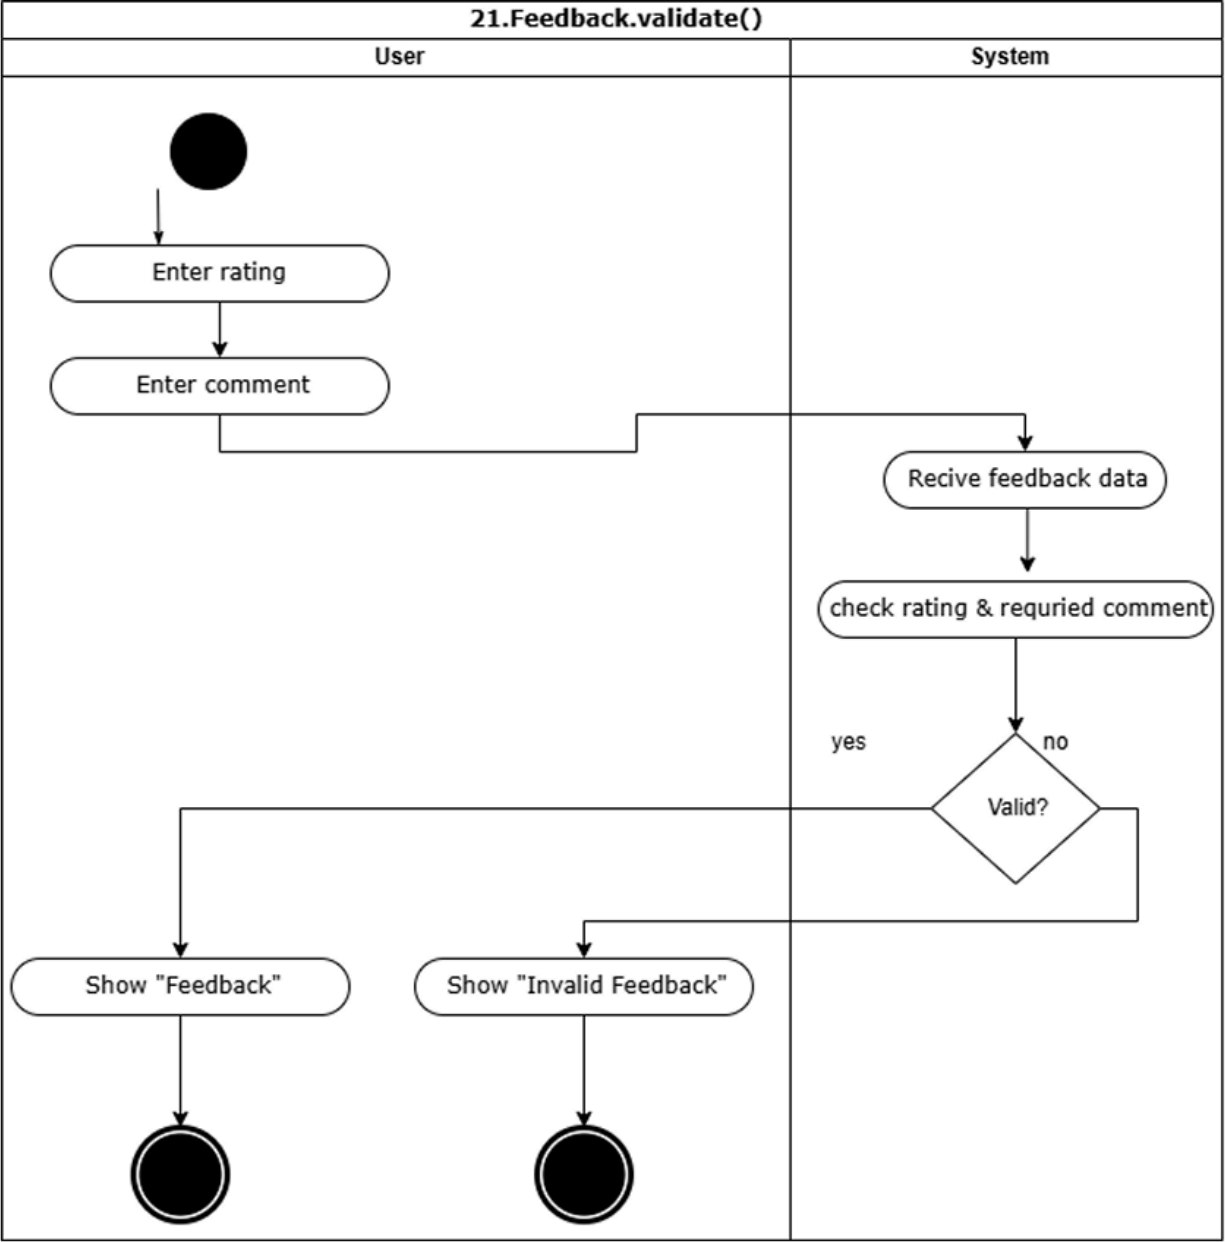 21.Feedback.validate()
User
System
Enter rating
Enter comment
Recive feedback data
check rating & requried comment
yes
no
Valid?
Show "Feedback"
Show "Invalid Feedback"